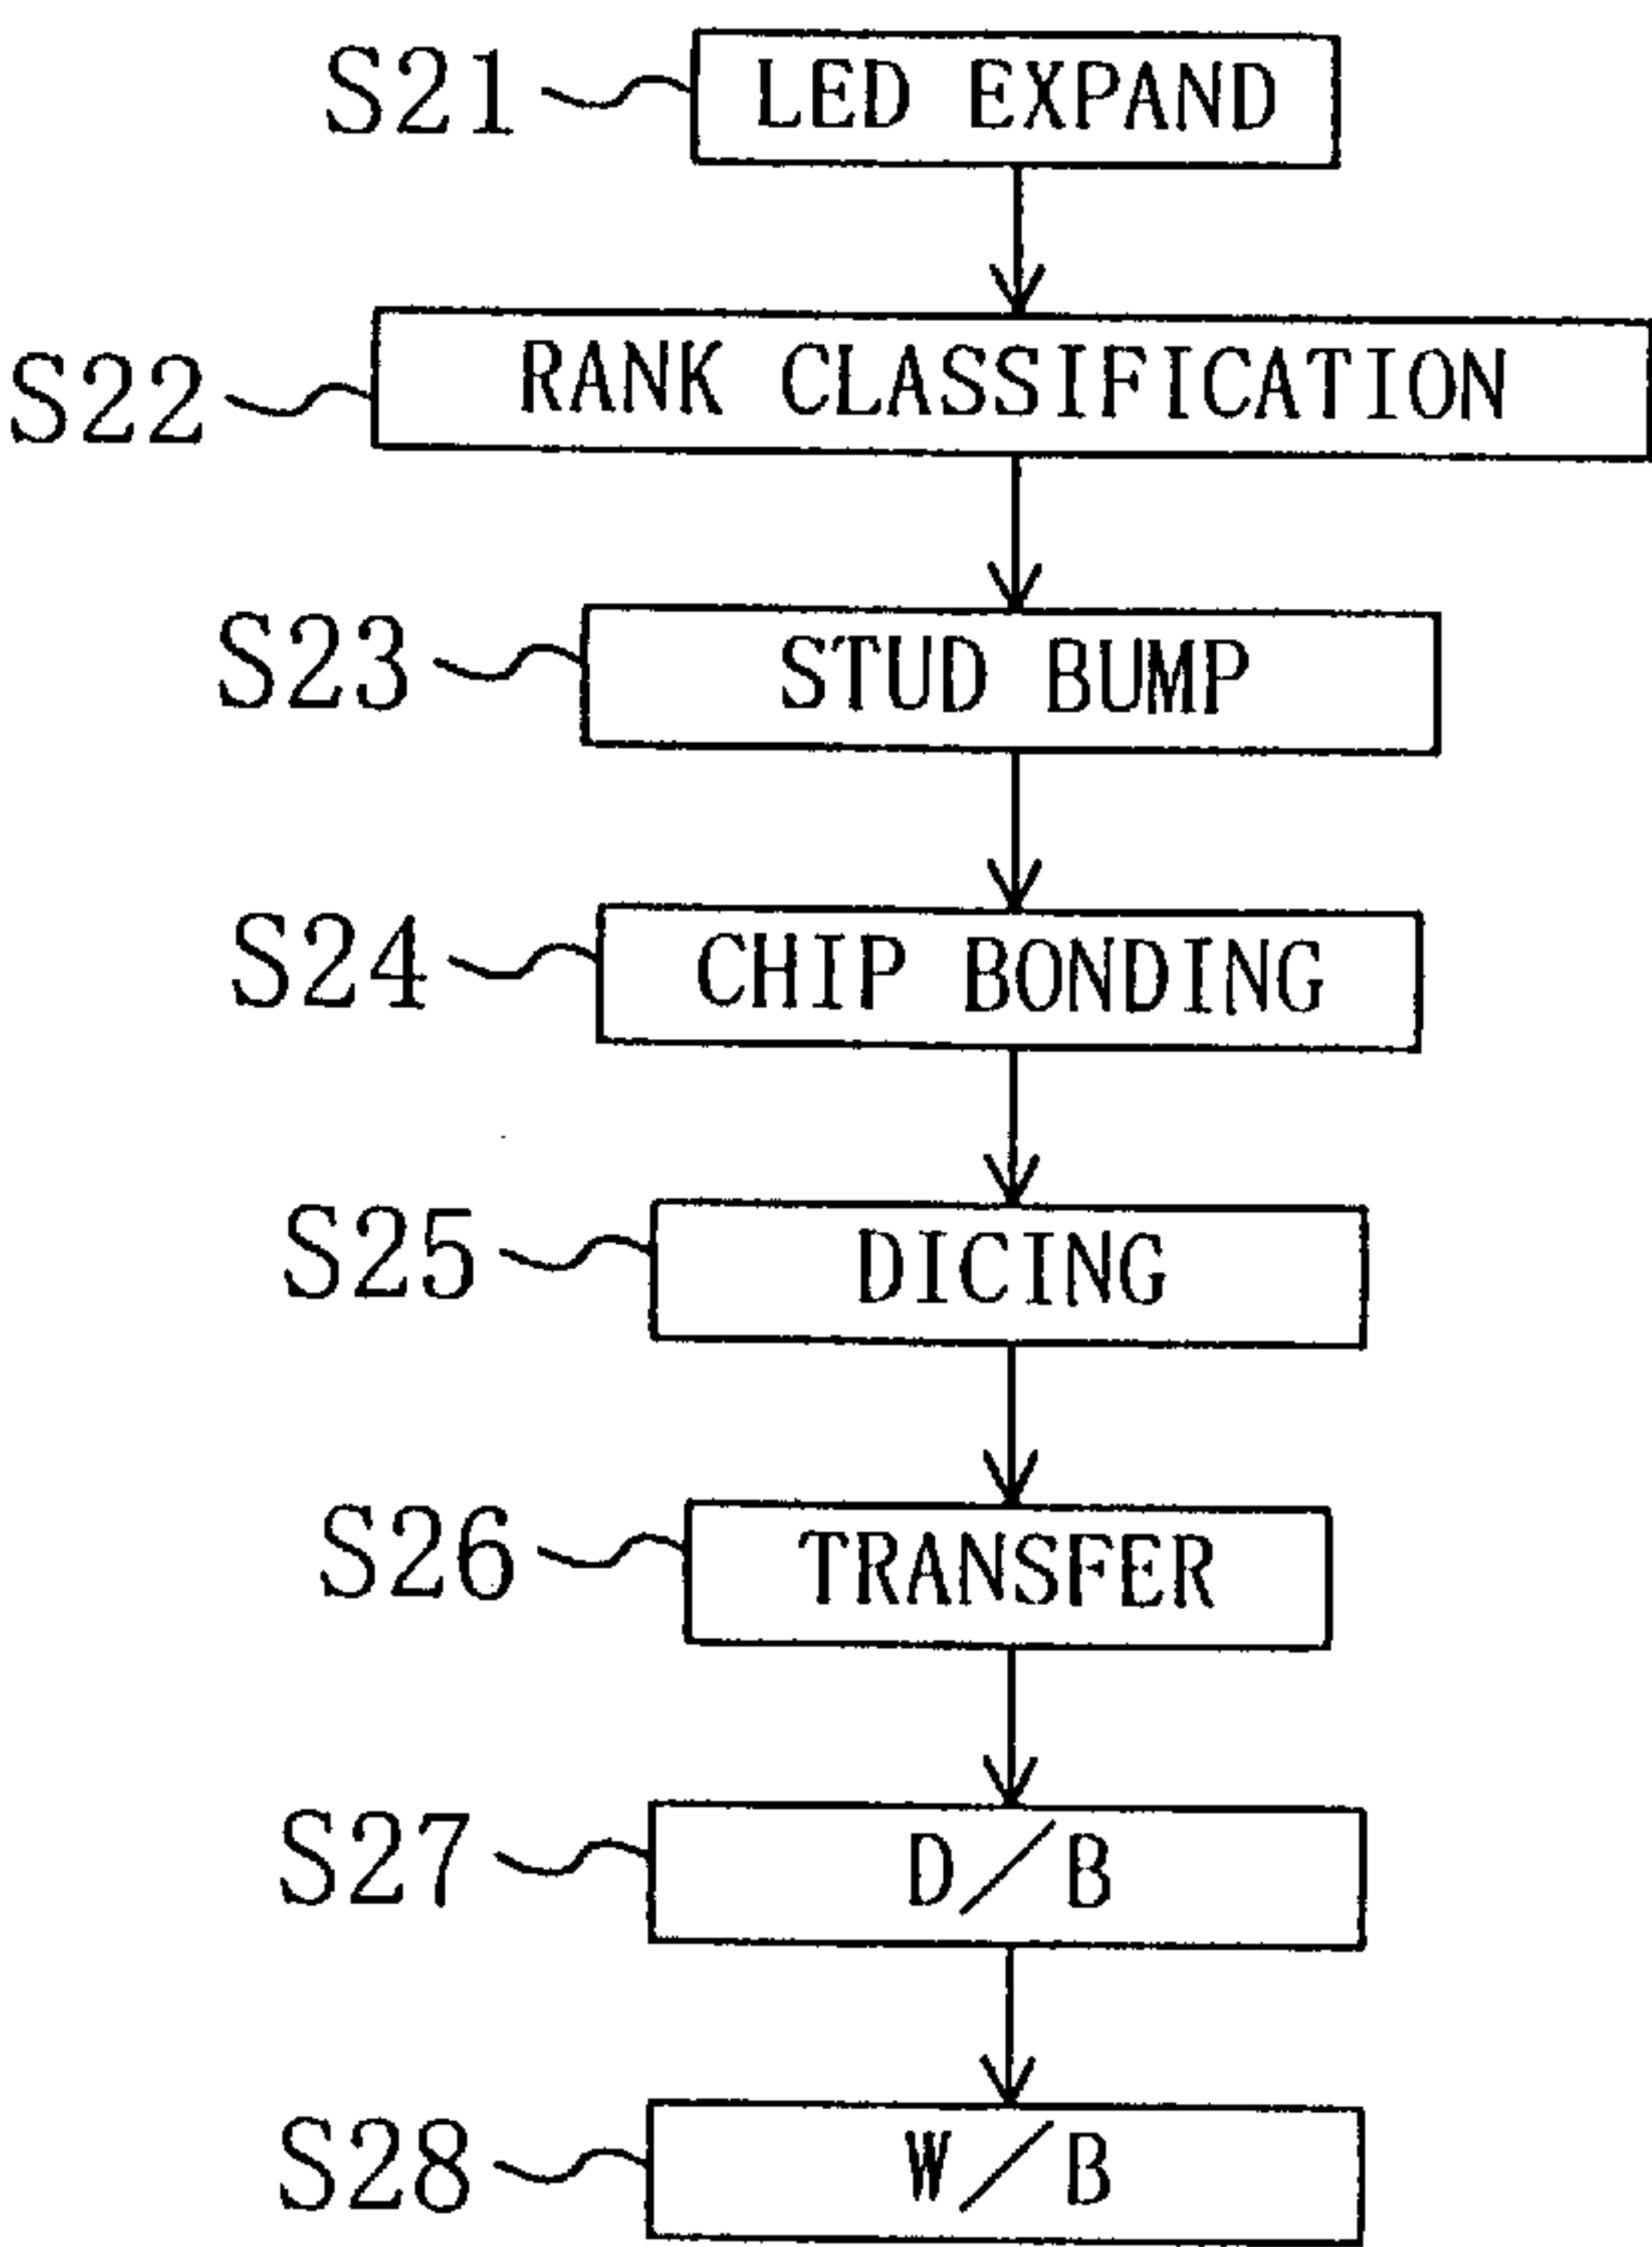 S21 LED EXPAND
S22 RANK CLASSIFICATION
S23 STUD BUMP
S24 CHIP BONDING
S25 DICING
S26 TRANSFER
S27 D/B
S28 W/B